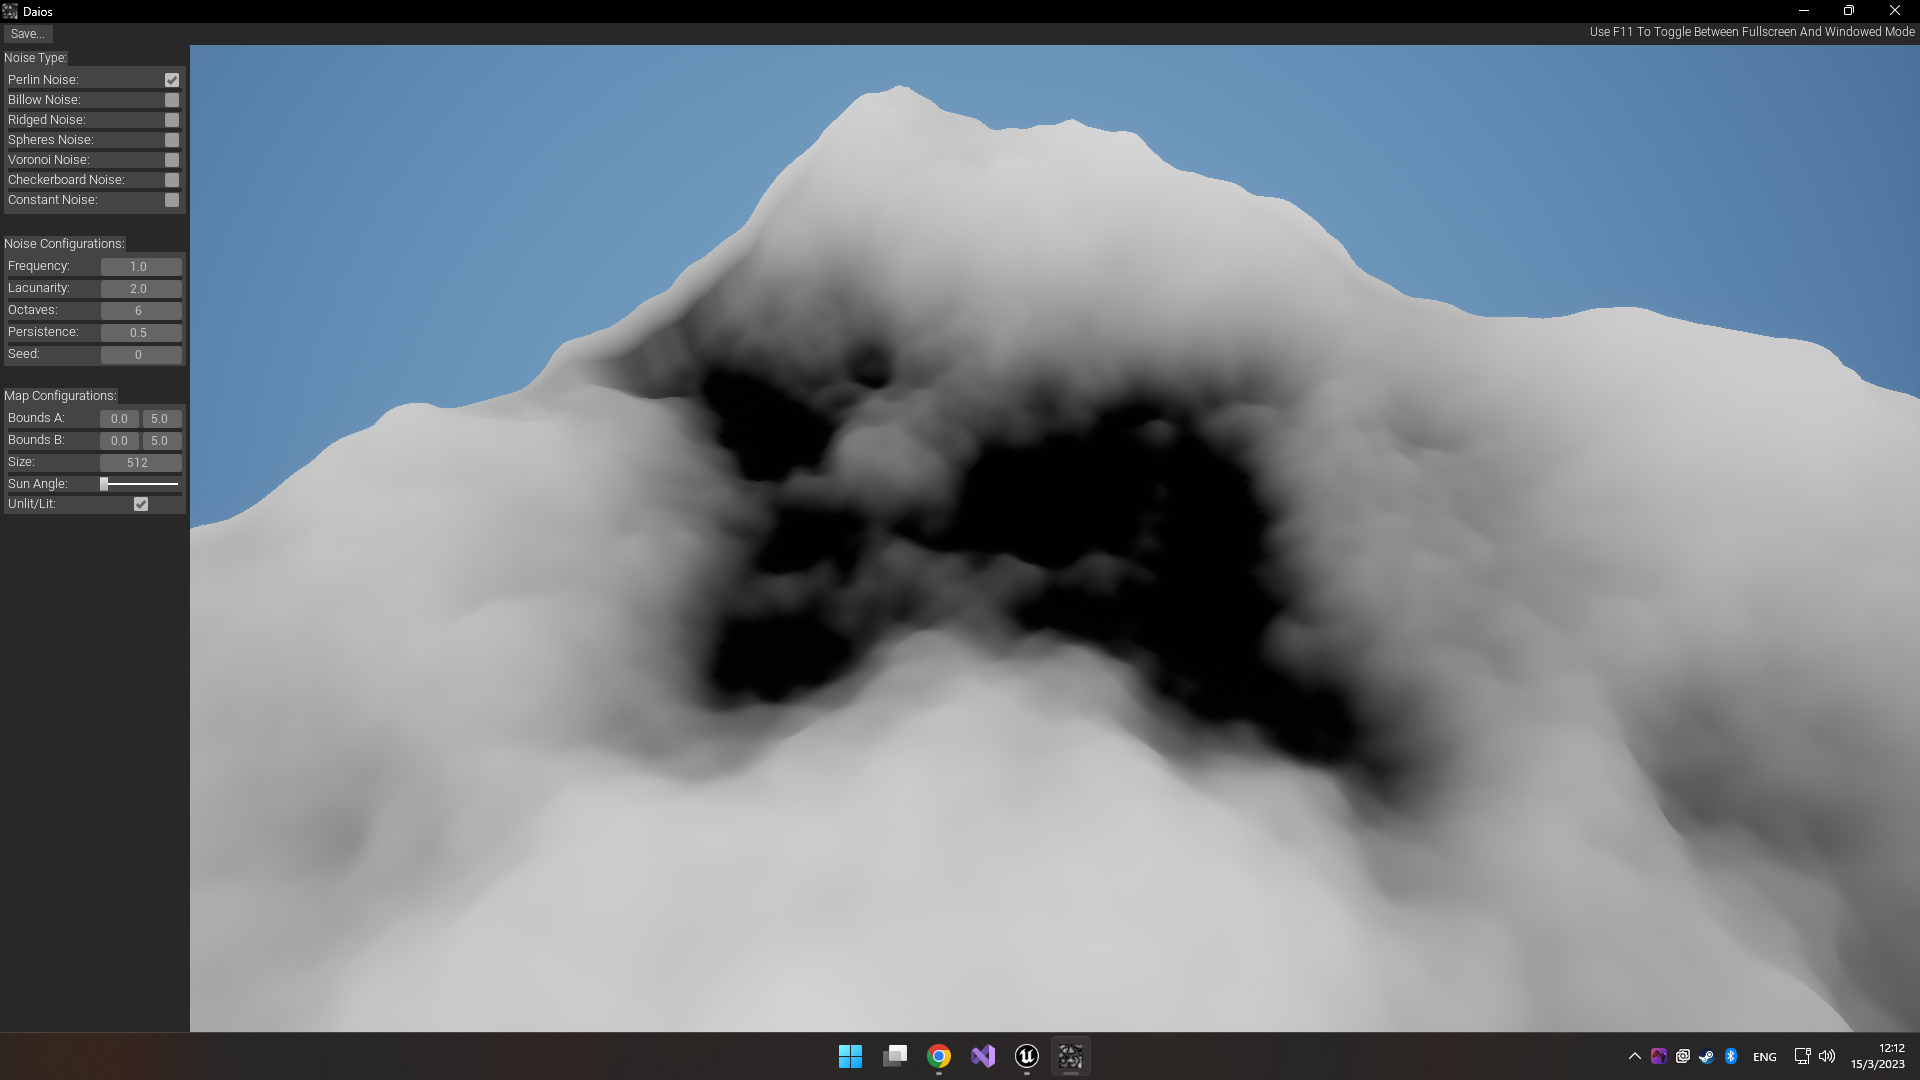 Daios
Save...
Use F11 To Toggle Between Fullscreen And Windowed Mode
Noise Type:
Perlin Noise:
Billow Noise:
Ridged Noise:
Spheres Noise:
Voronoi Noise:
Checkerboard Noise:
Constant Noise:
Noise Configurations:
Frequency: 1.0
Lacunarity: 2.0
Octaves: 6
Persistence: 0.5
Seed: 0
Map Configurations:
Bounds A: 0.0 5.0
Bounds B: 0.0 5.0
Size: 512
Sun Angle:
Unlit/Lit:
ENG
12:12
15/3/2023